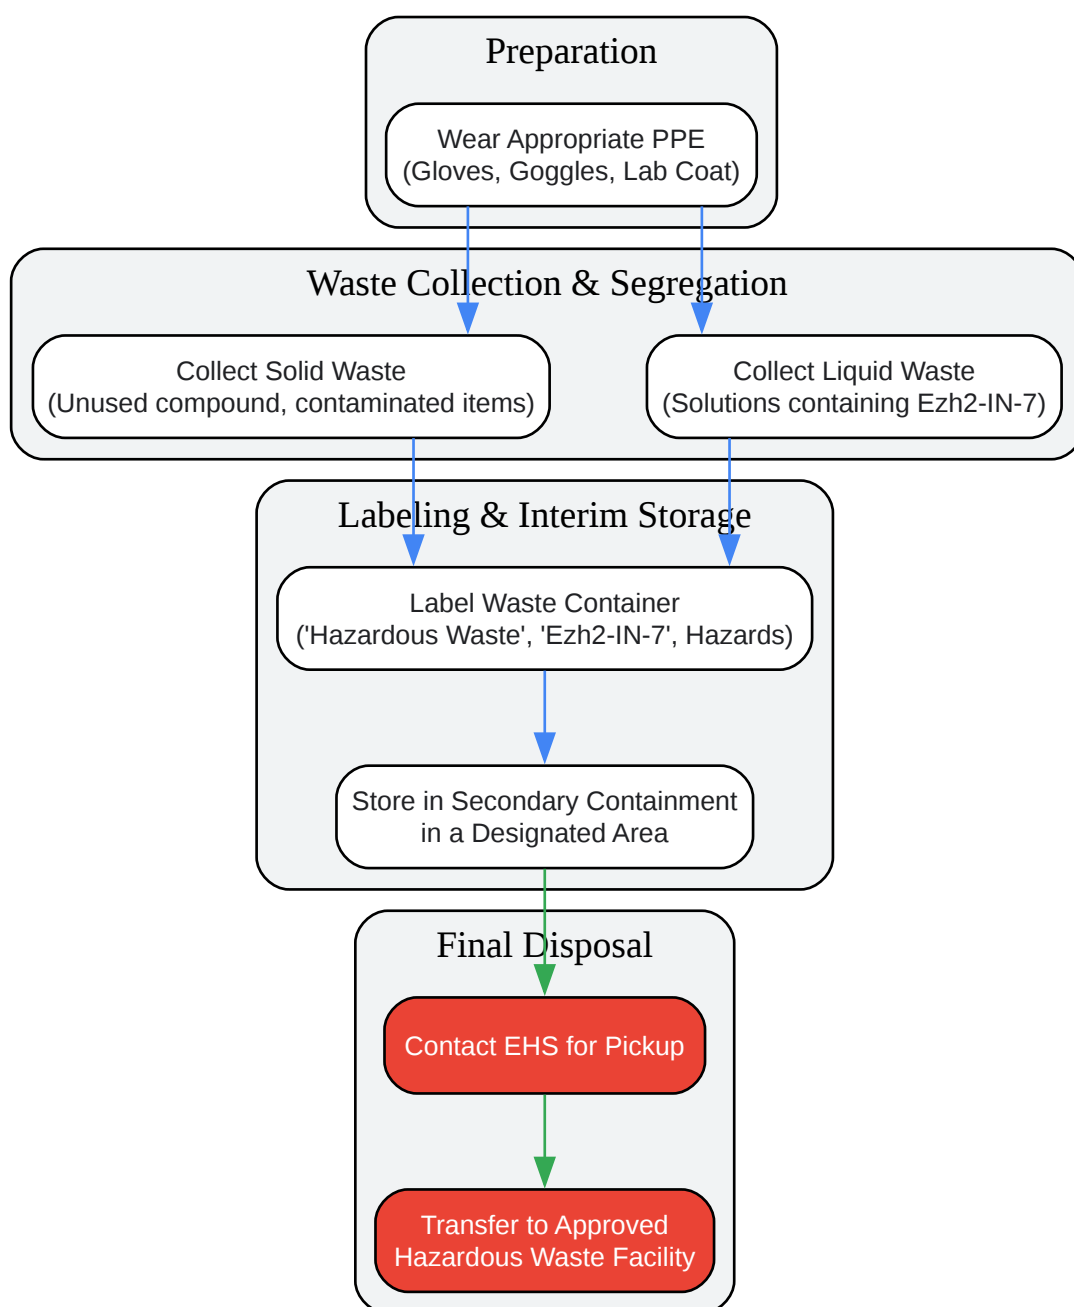 Preparation
Wear Appropriate PPE
(Gloves, Goggles, Lab Coat)
Waste Collection & Segregation
Collect Solid Waste
(Unused compound, contaminated items)
Collect Liquid Waste
(Solutions containing Ezh2-IN-7)
Labeling & Interim Storage
Label Waste Container
('Hazardous Waste', 'Ezh2-IN-7', Hazards)
Store in Secondary Containment
in a Designated Area
Final Disposal
Contact EHS for Pickup
Transfer to Approved
Hazardous Waste Facility